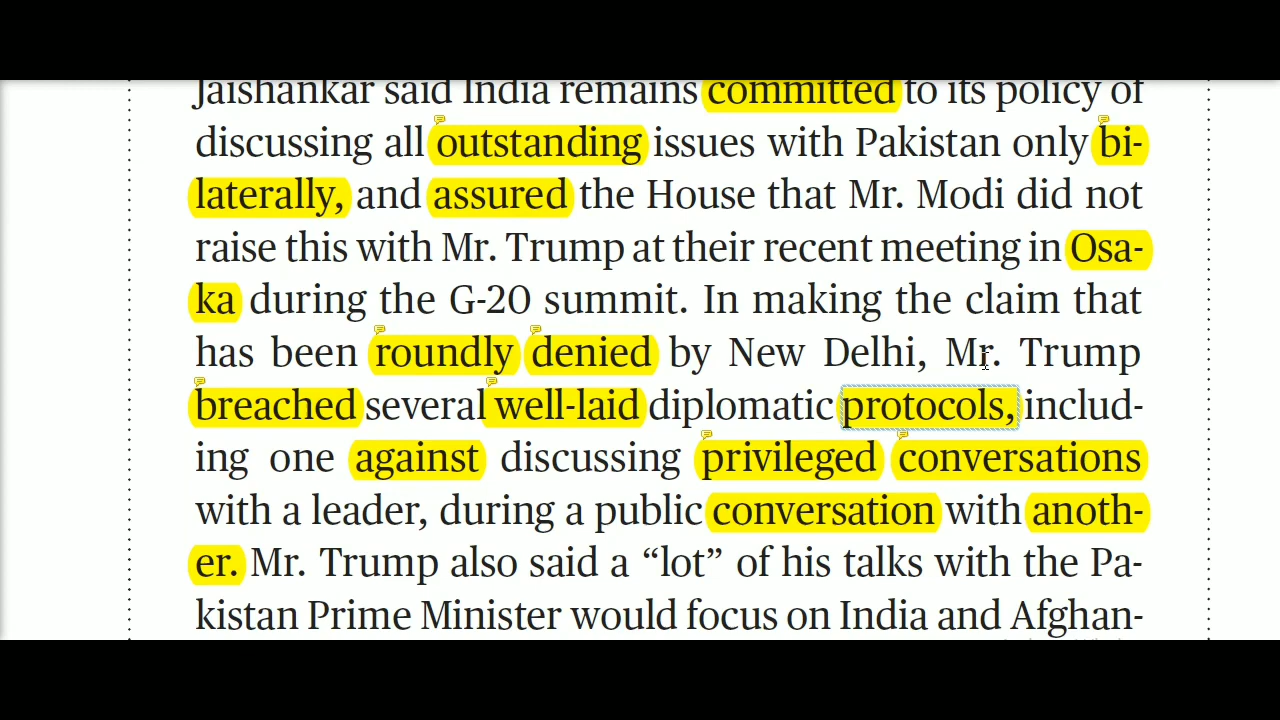 Jaishankar said India remains committed to its policy of
discussing all outstanding issues with Pakistan only bi-
laterally, and assured the House that Mr. Modi did not
raise this with Mr. Trump at their recent meeting in Osa-
ka during the G-20 summit. In making the claim that
has been roundly denied by New Delhi, Mr. Trump
breached several well-laid diplomatic protocols, includ-
ing one against discussing privileged conversations
with a leader, during a public conversation with anoth-
er. Mr. Trump also said a “lot” of his talks with the Pa-
kistan Prime Minister would focus on India and Afghan-